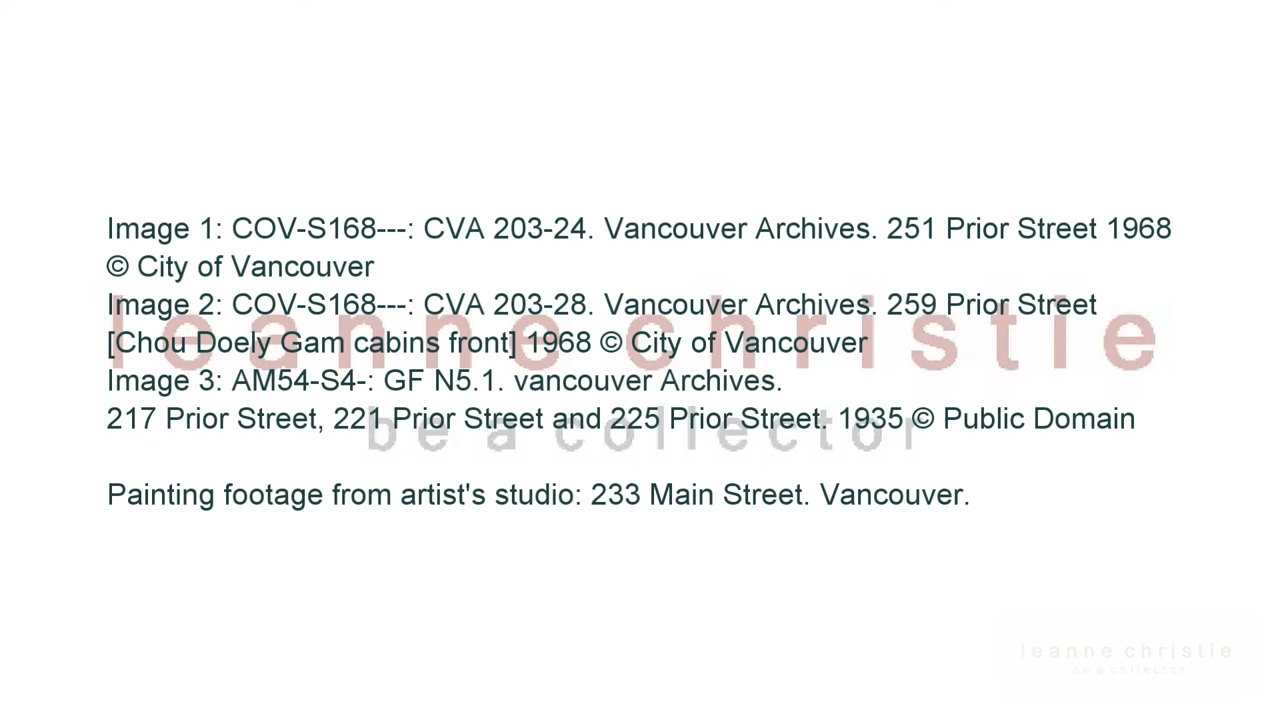 Image 1: COV-S168---: CVA 203-24. Vancouver Archives. 251 Prior Street 1968
© City of Vancouver
Image 2: COV-S168---: CVA 203-28. Vancouver Archives. 259 Prior Street
[Chou Doely Gam cabins front] 1968 © City of Vancouver
leanne christie
Image 3: AM54-S4-: GF N5.1. vancouver Archives.
217 Prior Street, 221 Prior Street and 225 Prior Street. 1935 © Public Domain
be a collector
Painting footage from artist's studio: 233 Main Street. Vancouver.
leanne christie
be a collector